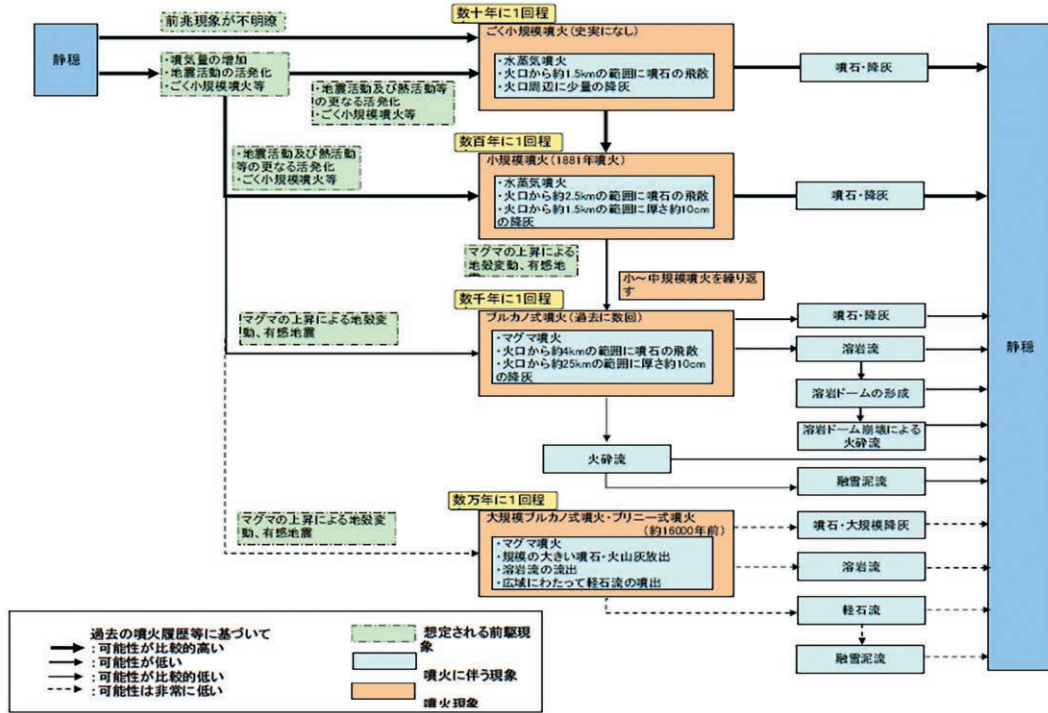 静穏
前兆現象が不明瞭
・噴気量の増加
・地震活動の活発化
・ごく小規模噴火等
・地震活動及び熱活動等
の更なる活発化
・ごく小規模噴火等
数十年に1回程
ごく小規模噴火(史実になし)
・水蒸気噴火
・火口から約1.5kmの範囲に噴石の飛散
・火口周辺に少量の降灰
噴石・降灰
・地震活動及び熱活動
等の更なる活発化
・ごく小規模噴火等
数百年に1回程
小規模噴火(1881年噴火)
・水蒸気噴火
・火口から約2.5kmの範囲に噴石の飛散
・火口から約1.5kmの範囲に厚さ約10cm
の降灰
噴石・降灰
マグマの上昇による地
殻変動、有感地
小～中規模噴火を繰り返
す
マグマの上昇による地殻変
動、有感地震
数千年に1回程
ブルカノ式噴火(過去に数回)
・マグマ噴火
・火口から約4kmの範囲に噴石の飛散
・火口から約25kmの範囲に厚さ約10cm
の降灰
噴石・降灰
溶岩流
溶岩ドームの形成
溶岩ドーム崩壊による
火砕流
火砕流
融雪泥流
静穏
マグマの上昇による地殻変
動、有感地震
数万年に1回程
大規模ブルカノ式噴火・プリニー式噴火
(約16000年前)
・マグマ噴火
・規模の大きい噴石・火山灰放出
・溶岩流の流出
・広域にわたって軽石流の噴出
噴石・大規模降灰
溶岩流
軽石流
融雪泥流
過去の噴火履歴等に基づいて
:可能性が比較的高い
:可能性が低い
:可能性が比較的低い
:可能性は非常に低い
想定される前駆現
象
噴火に伴う現象
噴火現象